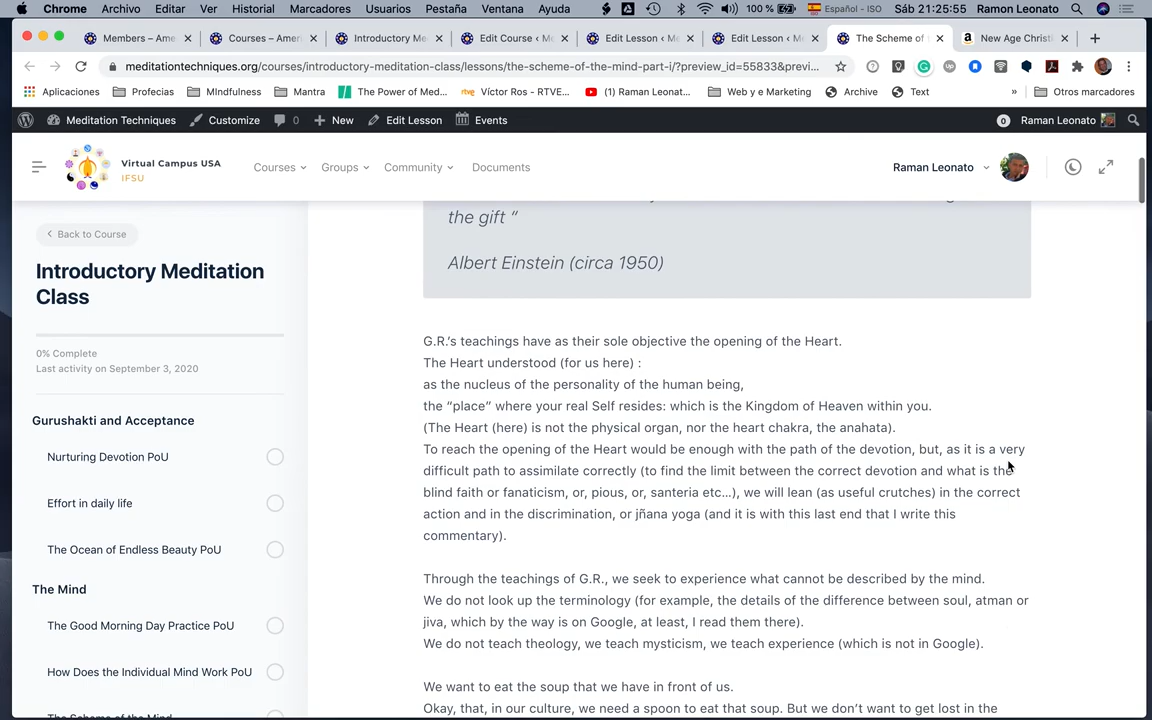 Chrome Archivo Editar Ver Historial Marcadores Usuarios Pestaña Ventana Ayuda 100 % Español - ISO Sáb 21:25:55 Ramon Leonato
Members – Ame Courses – Ameri Introductory Me Edit Course ‹ Me Edit Lesson ‹ M Edit Lesson ‹ M The Scheme of New Age Christ
meditationtechniques.org/courses/introductory-meditation-class/lessons/the-scheme-of-the-mind-part-i/?preview_id=55833&previ...
Aplicaciones Profecias MIndfulness Mantra The Power of Med... Víctor Ros - RTVE... (1) Raman Leonat... Web y e Marketing Archive Text » Otros marcadores
Meditation Techniques Customize 0 New Edit Lesson Events 0 Raman Leonato
Virtual Campus USA
IFSU
Courses Groups Community Documents Raman Leonato
the gift “
Back to Course
Albert Einstein (circa 1950)
Introductory Meditation
Class
0% Complete
Last activity on September 3, 2020
Gurushakti and Acceptance
Nurturing Devotion PoU
Effort in daily life
The Ocean of Endless Beauty PoU
The Mind
The Good Morning Day Practice PoU
How Does the Individual Mind Work PoU
The Scheme of the Mind
G.R.’s teachings have as their sole objective the opening of the Heart.
The Heart understood (for us here) :
as the nucleus of the personality of the human being,
the “place” where your real Self resides: which is the Kingdom of Heaven within you.
(The Heart (here) is not the physical organ, nor the heart chakra, the anahata).
To reach the opening of the Heart would be enough with the path of the devotion, but, as it is a very
difficult path to assimilate correctly (to find the limit between the correct devotion and what is the
blind faith or fanaticism, or, pious, or, santeria etc...), we will lean (as useful crutches) in the correct
action and in the discrimination, or jñana yoga (and it is with this last end that I write this
commentary).
Through the teachings of G.R., we seek to experience what cannot be described by the mind.
We do not look up the terminology (for example, the details of the difference between soul, atman or
jiva, which by the way is on Google, at least, I read them there).
We do not teach theology, we teach mysticism, we teach experience (which is not in Google).
We want to eat the soup that we have in front of us.
Okay, that, in our culture, we need a spoon to eat that soup. But we don’t want to get lost in the